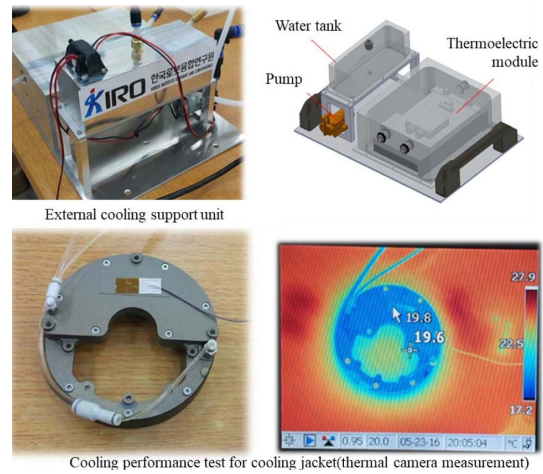 Water tank
Thermoelectric
module
Pump
KIRO 한국로봇융합연구원
External cooling support unit
27.9
19.8
19.6
22.5
17.2
0.95 20.0 05-23-16 20:05:04 °C
Cooling performance test for cooling jacket(thermal camera measurement)